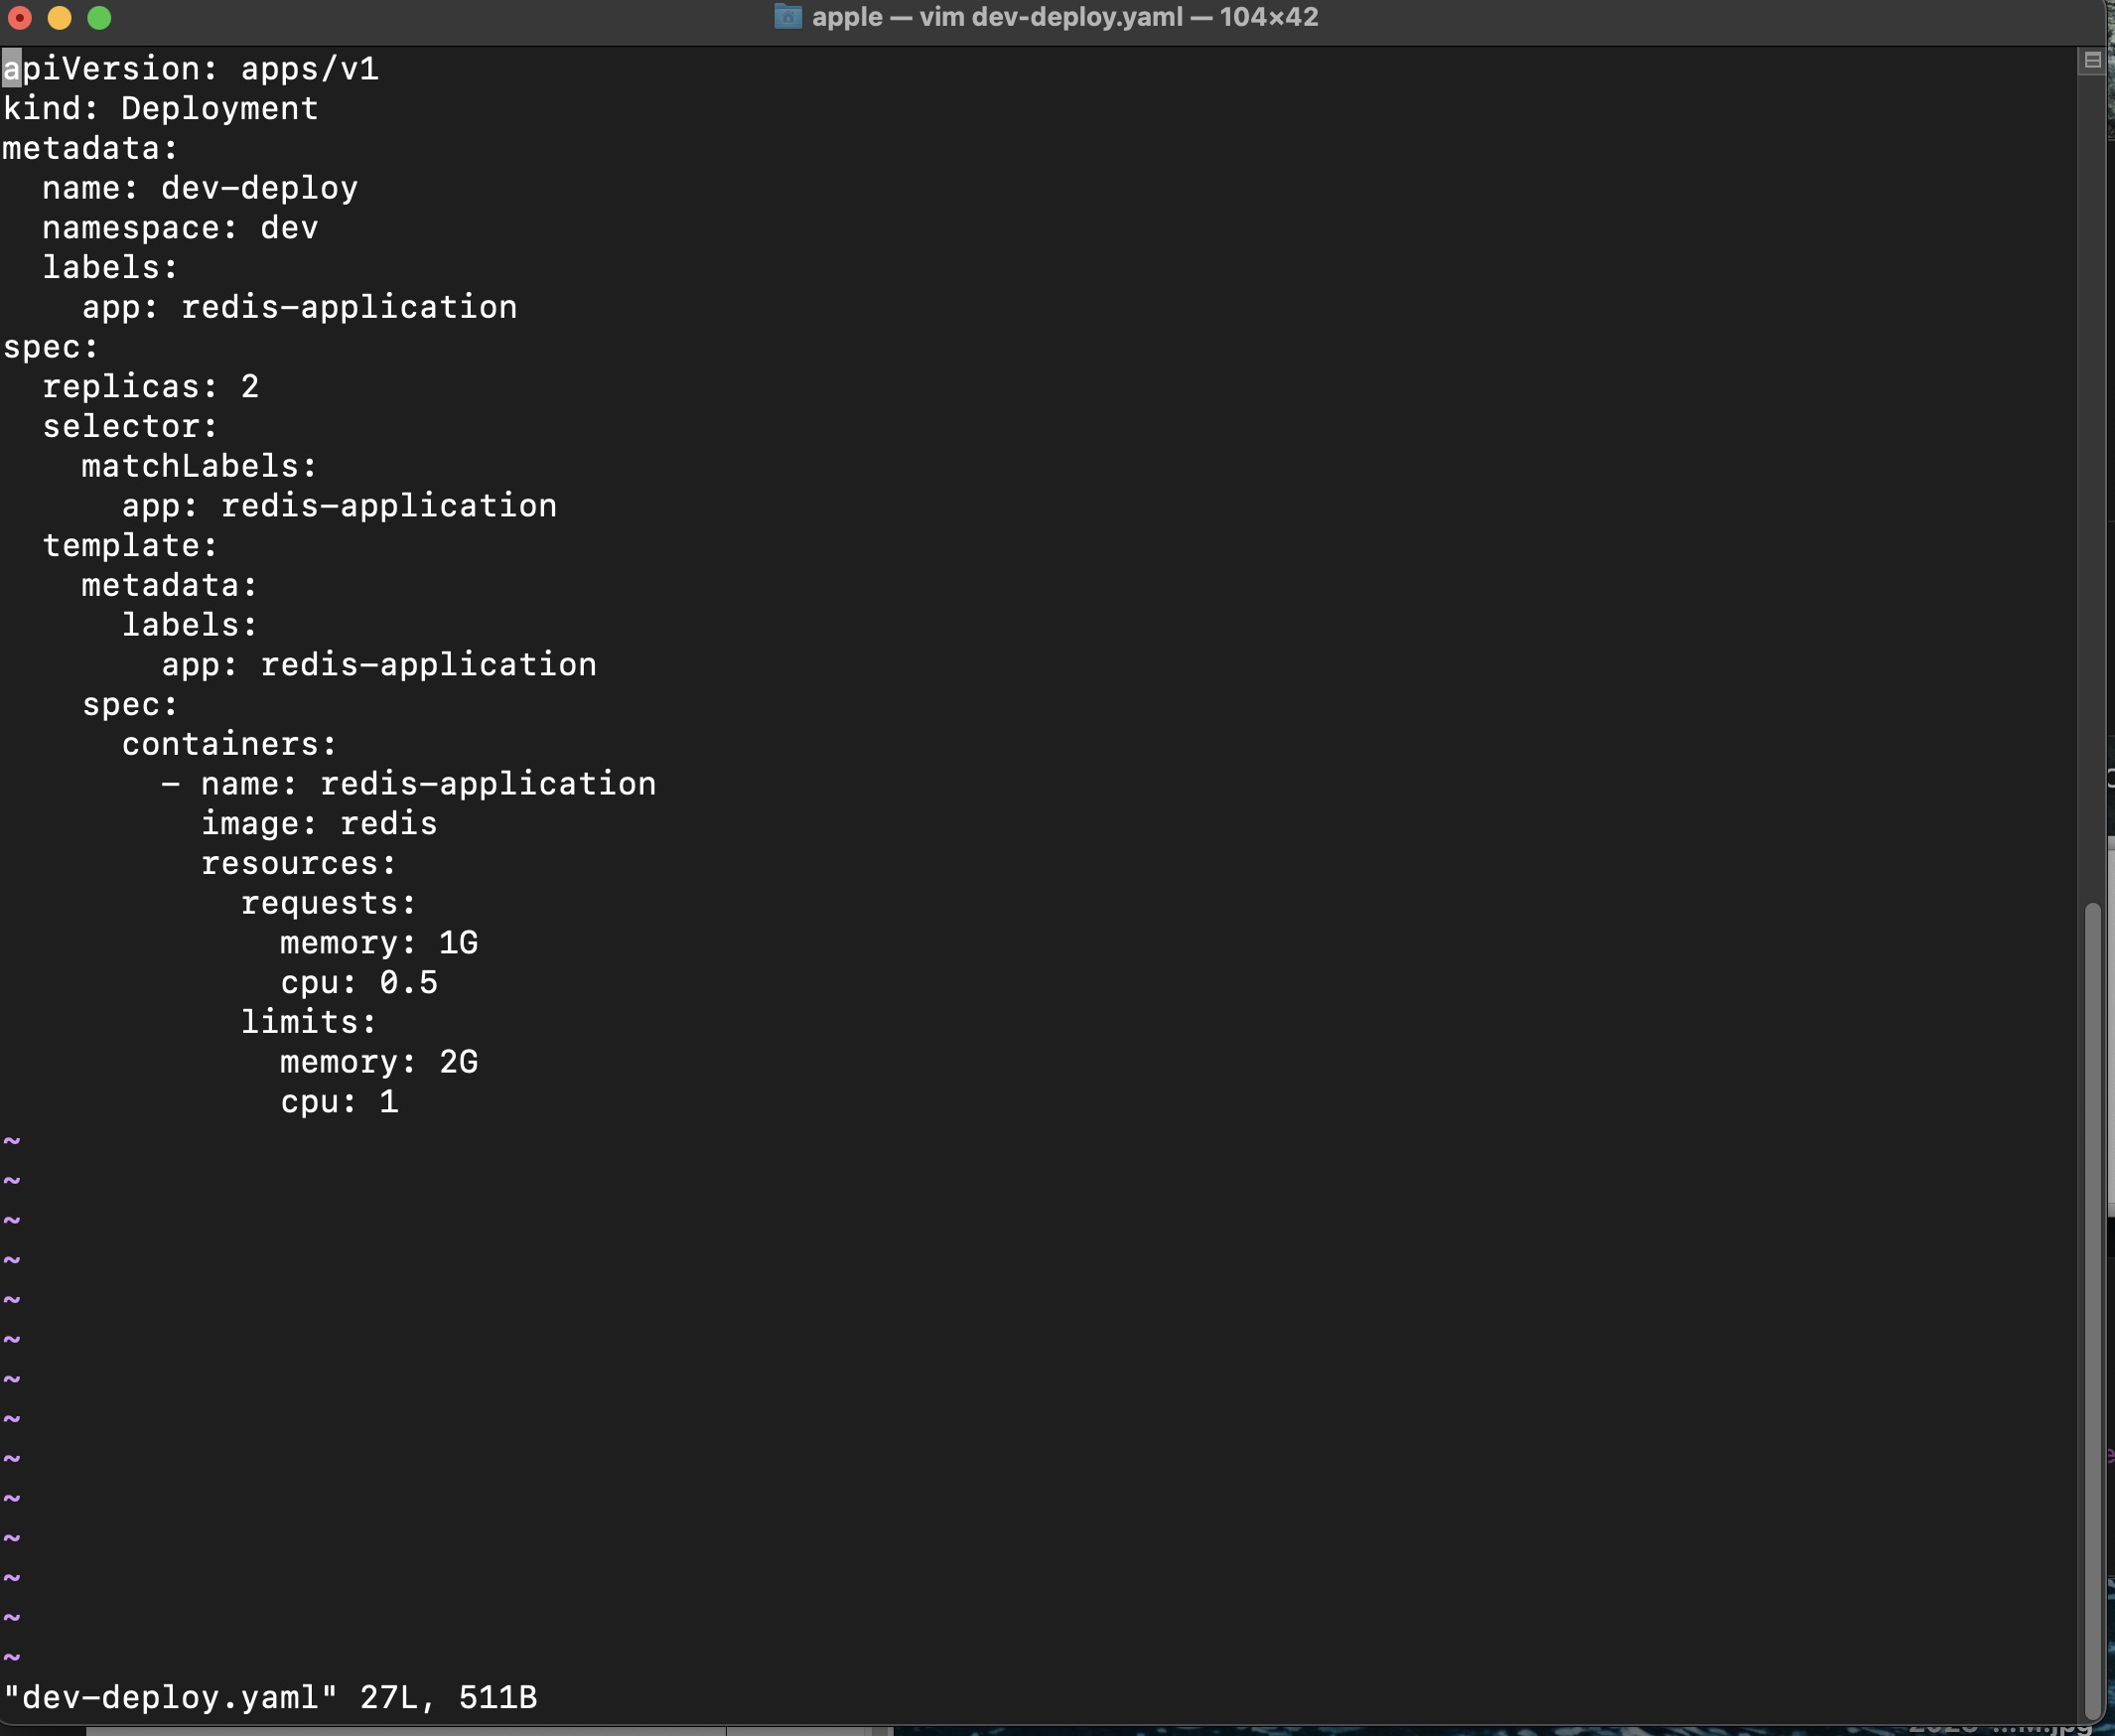 apple — vim dev-deploy.yaml — 104×42
apiVersion: apps/v1
kind: Deployment
metadata:
  name: dev-deploy
  namespace: dev
  labels:
    app: redis-application
spec:
  replicas: 2
  selector:
    matchLabels:
      app: redis-application
  template:
    metadata:
      labels:
        app: redis-application
    spec:
      containers:
        - name: redis-application
          image: redis
          resources:
            requests:
              memory: 1G
              cpu: 0.5
            limits:
              memory: 2G
              cpu: 1
~
~
~
~
~
~
~
~
~
~
~
~
~
~
"dev-deploy.yaml" 27L, 511B